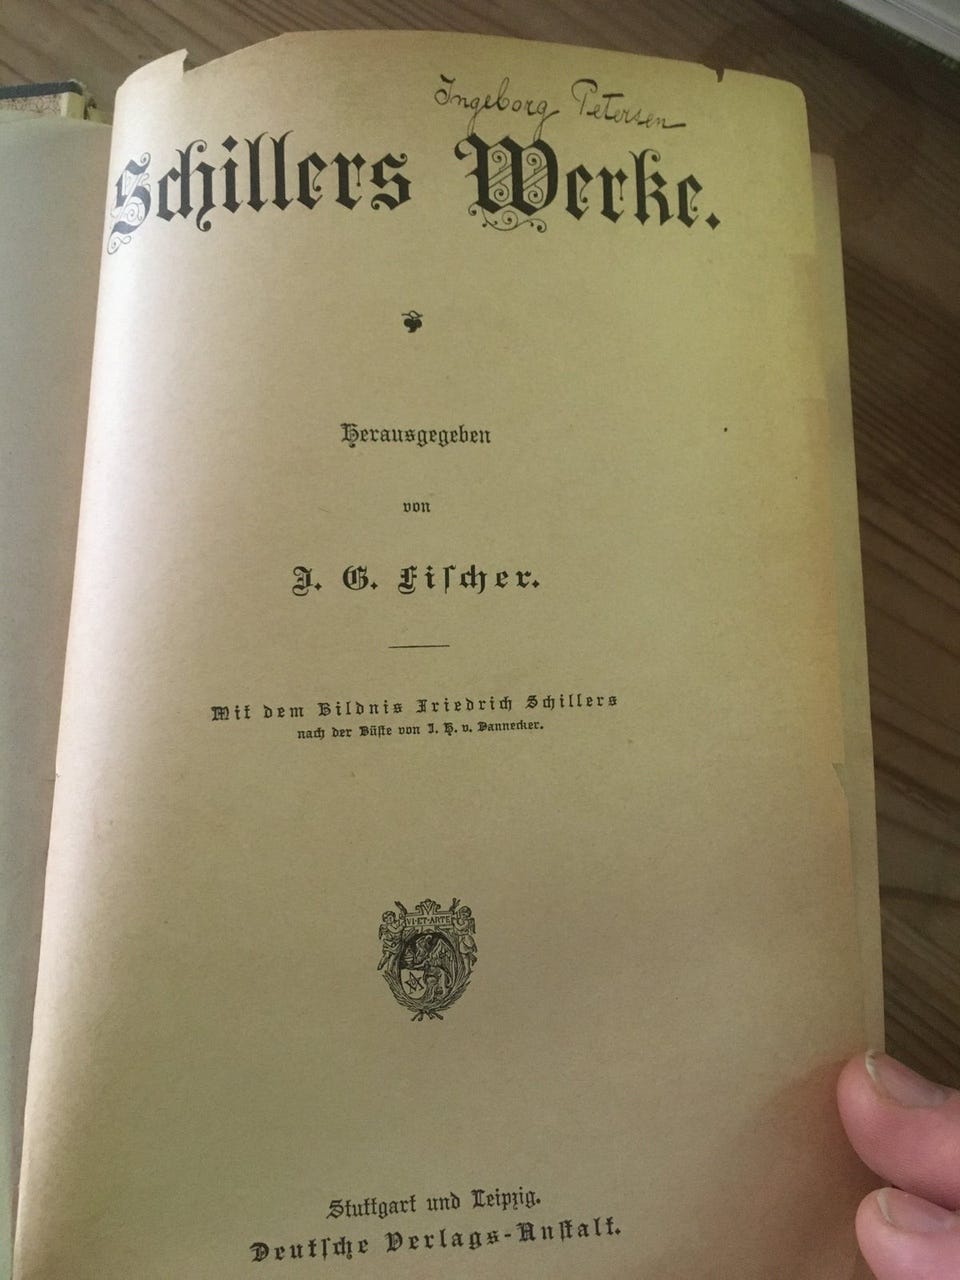 Ingeborg Petersen
Schillers Werke.
Herausgegeben
von
J. G. Fiſcher.
Mit dem Bildnis Friedrich Schillers
nach der Büſte von J. H. v. Dannecker.
VI·ET·ARTE
Stuttgart und Leipzig.
Deutſche Verlags-Anſtalt.